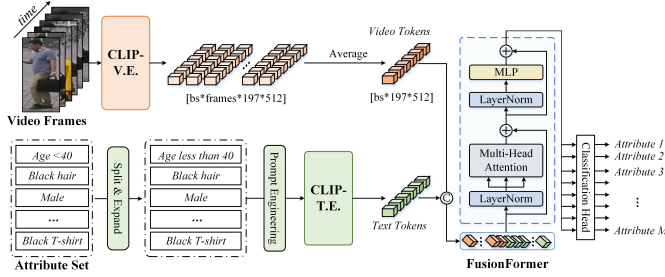 time
Video Frames
CLIP-
V.E.
[bs*frames*197*512]
Average
Video Tokens
[bs*197*512]
Age <40
Black hair
Male
...
Black T-shirt
Attribute Set
Split & Expand
Age less than 40
Black hair
Male
...
Black T-shirt
Prompt Engineering
CLIP-
T.E.
Text Tokens
C
MLP
LayerNorm
Multi-Head
Attention
LayerNorm
FusionFormer
Classification Head
Attribute 1
Attribute 2
Attribute 3
Attribute M